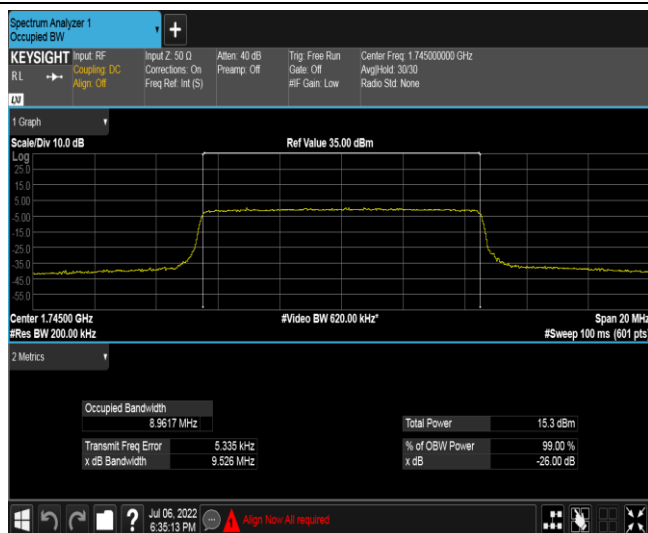 Spectrum Analyzer 1
Occupied BW
+
KEYSIGHT Input: RF Input Z: 50 Ω Atten: 40 dB Trig: Free Run Center Freq: 1.745000000 GHz
RL Coupling: DC Corrections: On Preamp: Off Gate: Off Avg|Hold: 30/30
Align: Off Freq Ref: Int (S) #IF Gain: Low Radio Std: None
LXI
1 Graph
Scale/Div 10.0 dB Ref Value 35.00 dBm
Log
25.0
15.0
5.00
-5.00
-15.0
-25.0
-35.0
-45.0
-55.0
Center 1.74500 GHz #Video BW 620.00 kHz* Span 20 MHz
#Res BW 200.00 kHz #Sweep 100 ms (601 pts)
2 Metrics
Occupied Bandwidth
8.9617 MHz Total Power 15.3 dBm
Transmit Freq Error 5.335 kHz % of OBW Power 99.00 %
x dB Bandwidth 9.526 MHz x dB -26.00 dB
? Jul 06, 2022
6:35:13 PM Align Now All required